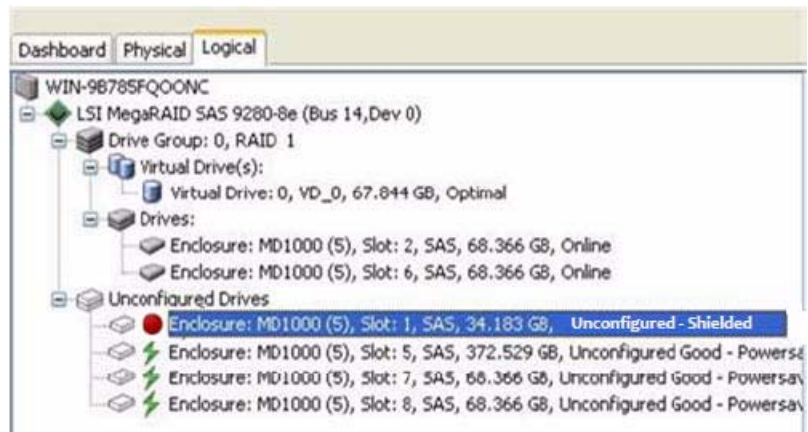 Dashboard Physical Logical
WIN-9B785FQOONC
LSI MegaRAID SAS 9280-8e (Bus 14,Dev 0)
Drive Group: 0, RAID 1
Virtual Drive(s):
Virtual Drive: 0, VD_0, 67.844 GB, Optimal
Drives:
Enclosure: MD1000 (5), Slot: 2, SAS, 68.366 GB, Online
Enclosure: MD1000 (5), Slot: 6, SAS, 68.366 GB, Online
Unconfigured Drives
Enclosure: MD1000 (5), Slot: 1, SAS, 34.183 GB, Unconfigured - Shielded
Enclosure: MD1000 (5), Slot: 5, SAS, 372.529 GB, Unconfigured Good - Powersa
Enclosure: MD1000 (5), Slot: 7, SAS, 68.366 GB, Unconfigured Good - Powersav
Enclosure: MD1000 (5), Slot: 8, SAS, 68.366 GB, Unconfigured Good - Powersav